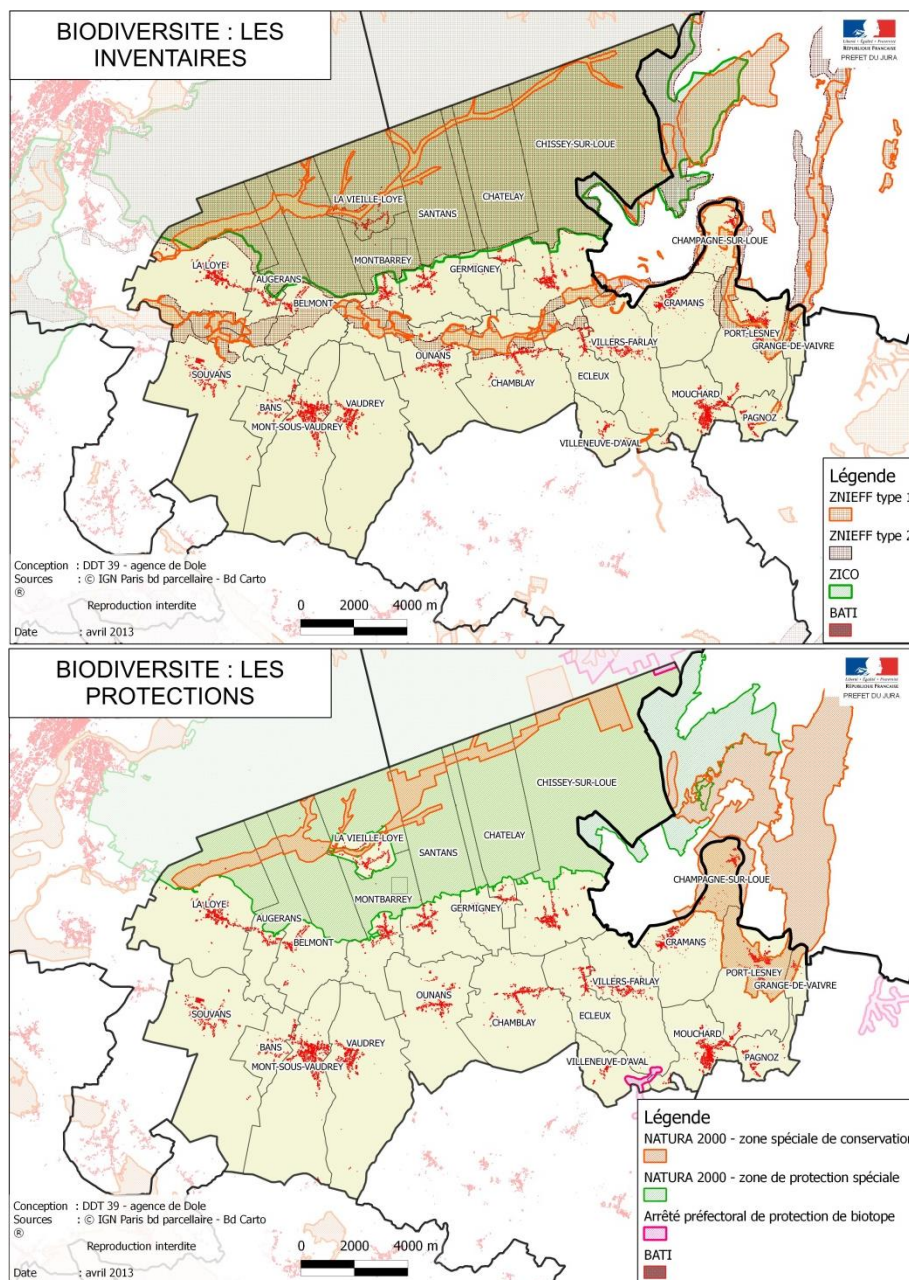 BIODIVERSITE : LES
INVENTAIRES
Liberté • Égalité • Fraternité
RÉPUBLIQUE FRANÇAISE
PREFET DU JURA
CHISSEY-SUR-LOUE
LA VIEILLE-LOYE
CHATELAY
SANTANS
CHAMPAGNE-SUR-LOUE
MONTBARREY
LA LOYE
GERMIGNEY
AUGERANS
BELMONT
CRAMANS
PORT-LESNEY
GRANGE-DE-VAIVRE
VILLERS-FARLAY
OUNANS
SOUVANS
CHAMBLAY
ECLEUX
MOUCHARD
BANS
VAUDREY
MONT-SOUS-VAUDREY
PAGNOZ
VILLENEUVE-D'AVAL
Légende
ZNIEFF type 1
ZNIEFF type 2
ZICO
BATI
Conception : DDT 39 - agence de Dole
Sources : © IGN Paris bd parcellaire - Bd Carto
®
Reproduction interdite
0 2000 4000 m
Date : avril 2013
BIODIVERSITE : LES
PROTECTIONS
Liberté • Égalité • Fraternité
RÉPUBLIQUE FRANÇAISE
PREFET DU JURA
CHISSEY-SUR-LOUE
LA VIEILLE-LOYE
CHATELAY
SANTANS
CHAMPAGNE-SUR-LOUE
MONTBARREY
LA LOYE
GERMIGNEY
AUGERANS
BELMONT
CRAMANS
PORT-LESNEY
GRANGE-DE-VAIVRE
VILLERS-FARLAY
OUNANS
SOUVANS
CHAMBLAY
ECLEUX
MOUCHARD
BANS
VAUDREY
MONT-SOUS-VAUDREY
PAGNOZ
VILLENEUVE-D'AVAL
Légende
NATURA 2000 - zone spéciale de conservation
NATURA 2000 - zone de protection spéciale
Arrêté préfectoral de protection de biotope
BATI
Conception : DDT 39 - agence de Dole
Sources : © IGN Paris bd parcellaire - Bd Carto
®
Reproduction interdite
0 2000 4000 m
Date : avril 2013